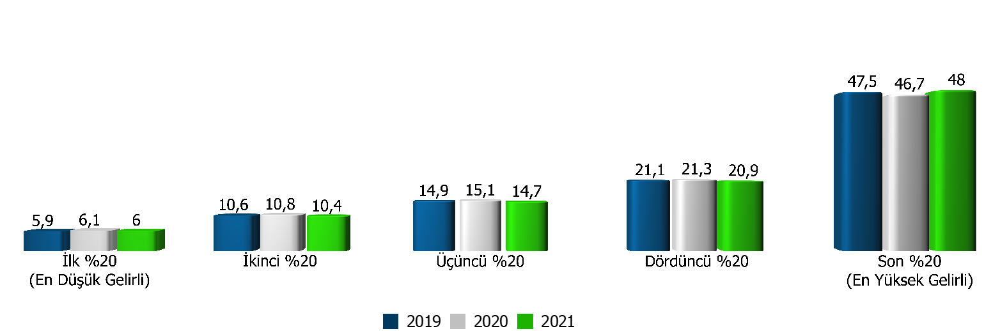 47,5 46,7 48
21,1 21,3 20,9
14,9 15,1 14,7
10,6 10,8 10,4
5,9 6,1 6
İlk %20
(En Düşük Gelirli)
İkinci %20
Üçüncü %20
Dördüncü %20
Son %20
(En Yüksek Gelirli)
2019 2020 2021